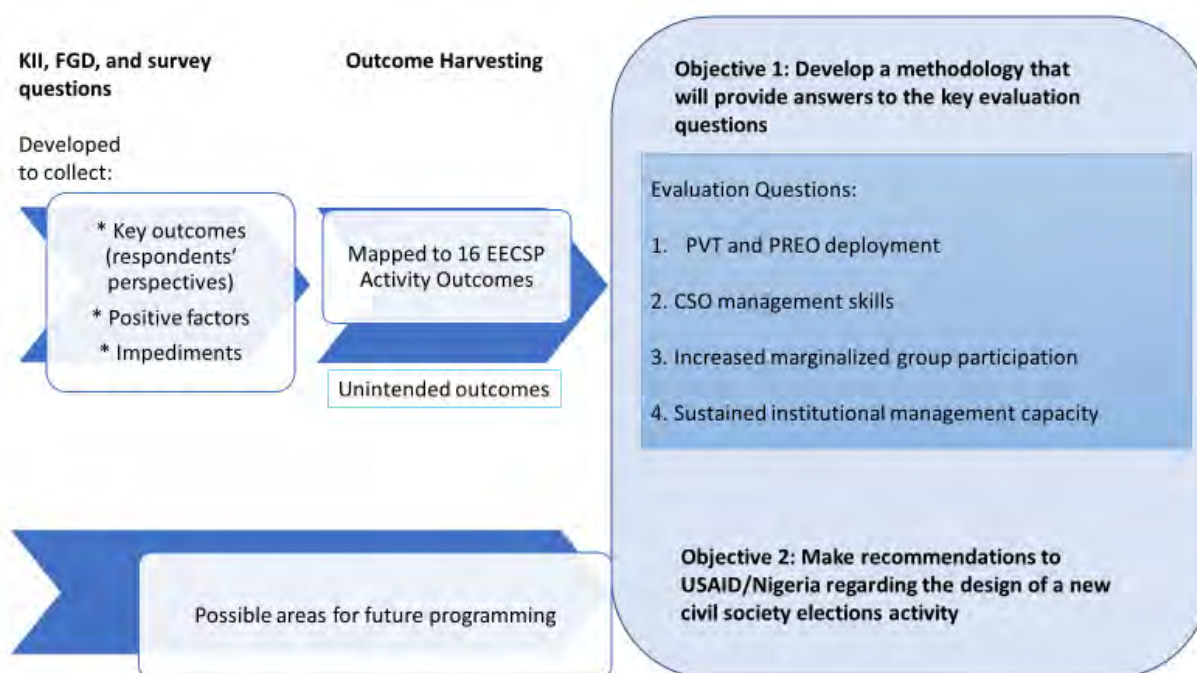 KII, FGD, and survey
questions
Developed
to collect:
* Key outcomes
(respondents'
perspectives)
* Positive factors
* Impediments
Outcome Harvesting
Mapped to 16 EECSP
Activity Outcomes
Unintended outcomes
Objective 1: Develop a methodology that
will provide answers to the key evaluation
questions
Evaluation Questions:
1. PVT and PREO deployment
2. CSO management skills
3. Increased marginalized group participation
4. Sustained institutional management capacity
Possible areas for future programming
Objective 2: Make recommendations to
USAID/Nigeria regarding the design of a new
civil society elections activity